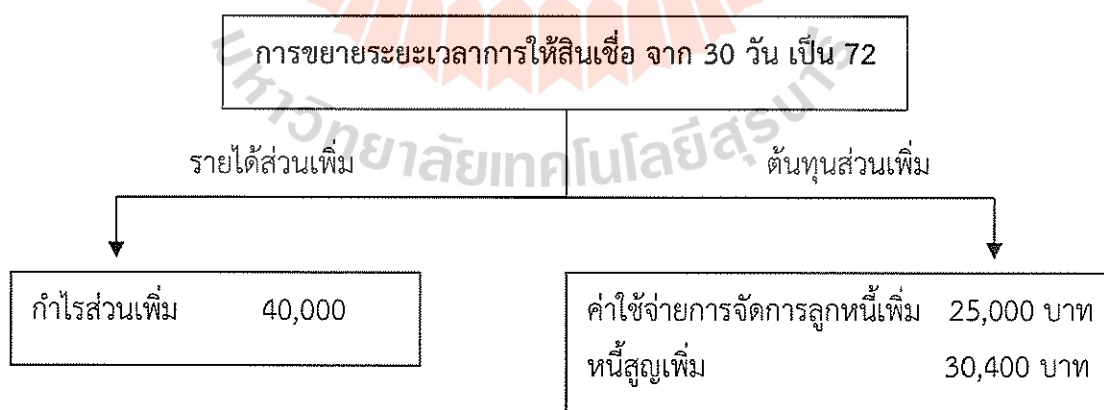 การขยายระยะเวลาการให้สินเชื่อ จาก 30 วัน เป็น 72
มหาวิทยาลัยเทคโนโลยีสุรนารี
รายได้ส่วนเพิ่ม
ต้นทุนส่วนเพิ่ม
กำไรส่วนเพิ่ม 40,000
ค่าใช้จ่ายการจัดการลูกหนี้เพิ่ม 25,000 บาท
หนี้สูญเพิ่ม 30,400 บาท